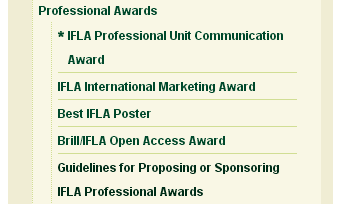 Professional Awards
* IFLA Professional Unit Communication
Award
IFLA International Marketing Award
Best IFLA Poster
Brill/IFLA Open Access Award
Guidelines for Proposing or Sponsoring
IFLA Professional Awards